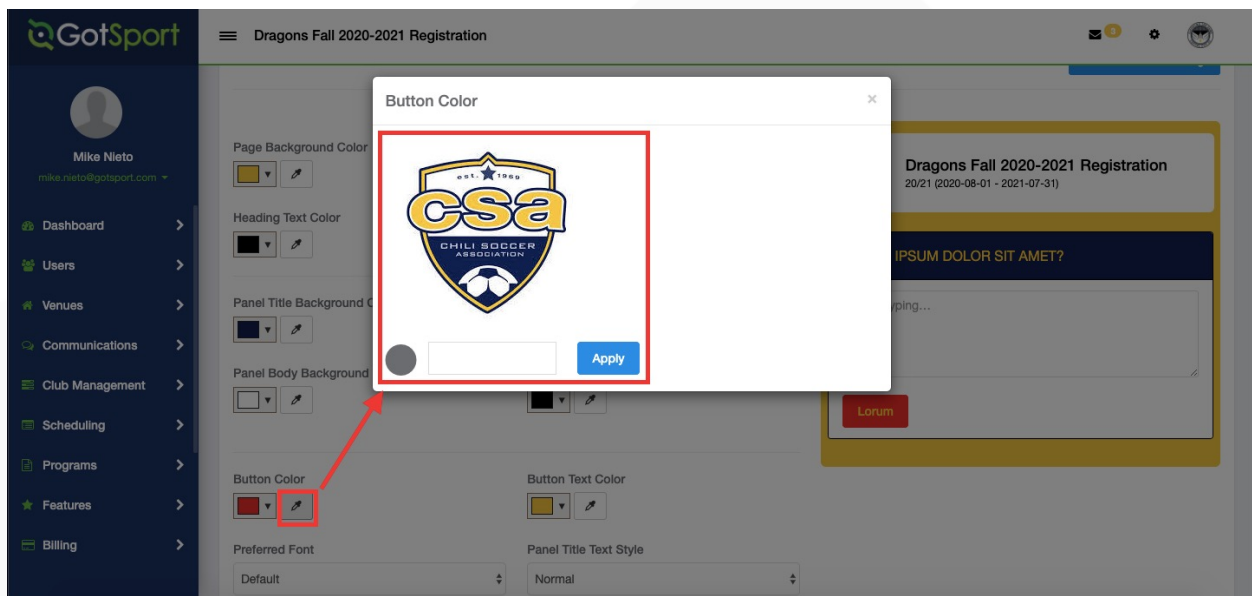 GotSport
Dragons Fall 2020-2021 Registration
3
Mike Nieto
mike.nieto@gotsport.com
Dashboard
Users
Venues
Communications
Club Management
Scheduling
Programs
Features
Billing
Page Background Color
Heading Text Color
Panel Title Background C
Panel Body Background
Button Color
Button Text Color
Preferred Font
Default
Panel Title Text Style
Normal
Button Color
×
est. 1969
csa
CHILI SOCCER
ASSOCIATION
Apply
Dragons Fall 2020-2021 Registration
20/21 (2020-08-01 - 2021-07-31)
IPSUM DOLOR SIT AMET?
yping...
Lorum